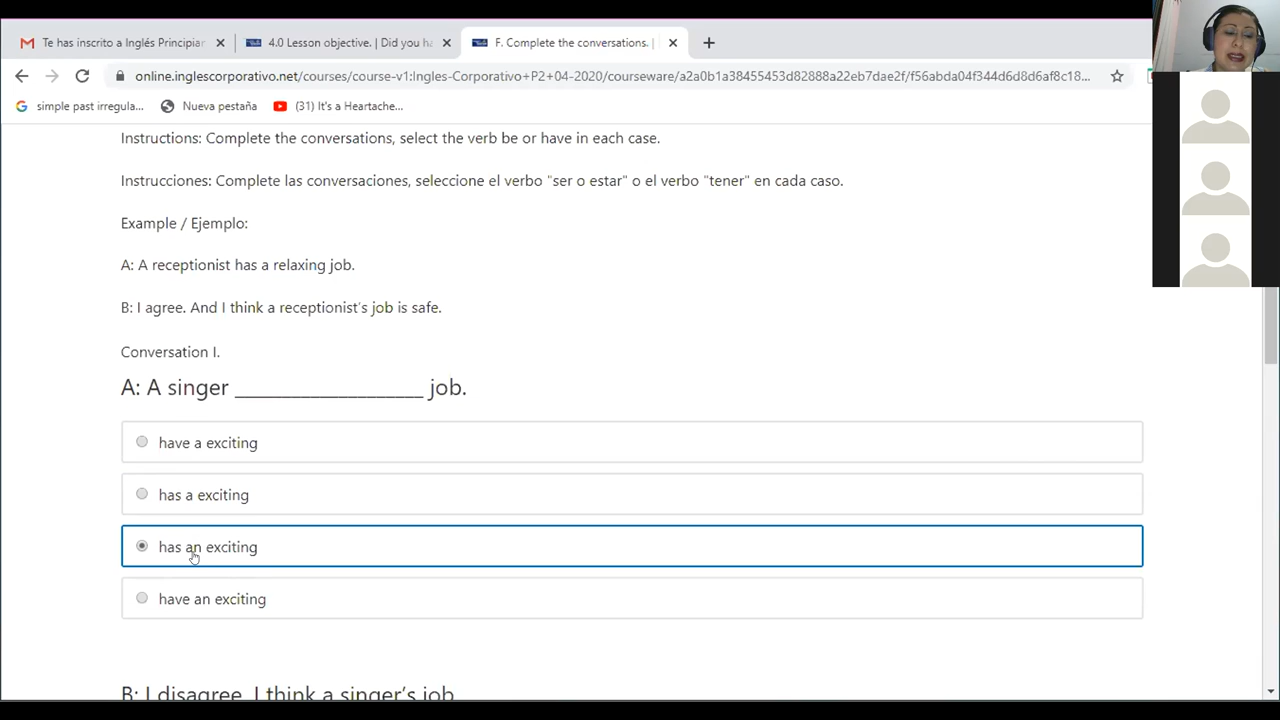 Te has inscrito a Inglés Principian
4.0 Lesson objective. | Did you ha
F. Complete the conversations. |
online.inglescorporativo.net/courses/course-v1:Ingles-Corporativo+P2+04-2020/courseware/a2a0b1a38455453d82888a22eb7dae2f/f56abda04f344d6d8d6af8c18...
simple past irregula...
Nueva pestaña
(31) It's a Heartache...
Instructions: Complete the conversations, select the verb be or have in each case.
Instrucciones: Complete las conversaciones, seleccione el verbo "ser o estar" o el verbo "tener" en cada caso.
Example / Ejemplo:
A: A receptionist has a relaxing job.
B: I agree. And I think a receptionist's job is safe.
Conversation I.
A: A singer ____________________ job.
have a exciting
has a exciting
has an exciting
have an exciting
B: I disagree. I think a singer's job